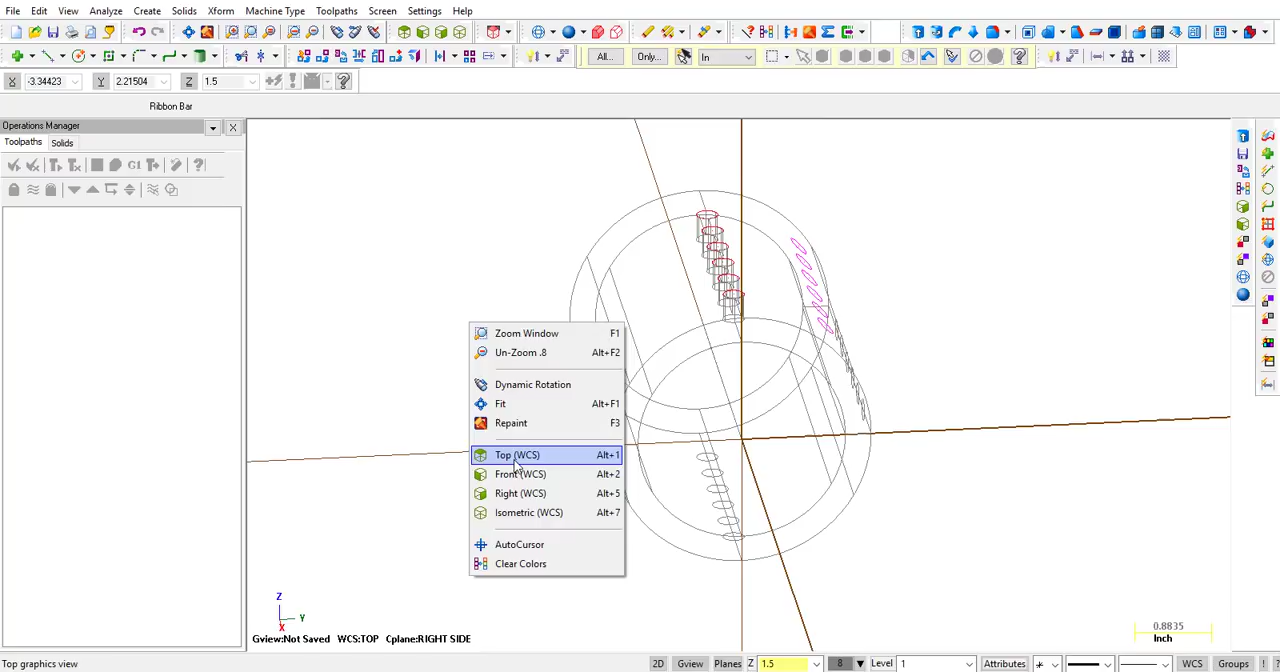 File Edit View Analyze Create Solids Xform Machine Type Toolpaths Screen Settings Help
All... Only... In
X -3.34423 Y 2.21504 Z 1.5
Ribbon Bar
Operations Manager
Toolpaths Solids
G1
Zoom Window F1
Un-Zoom .8 Alt+F2
Dynamic Rotation
Fit Alt+F1
Repaint F3
Top (WCS) Alt+1
Front (WCS) Alt+2
Right (WCS) Alt+5
Isometric (WCS) Alt+7
AutoCursor
Clear Colors
Z
Y
X
Gview:Not Saved WCS:TOP Cplane:RIGHT SIDE
0.8835
Inch
Top graphics view
2D Gview Planes Z 1.5 8 Level 1 Attributes WCS Groups ! ?